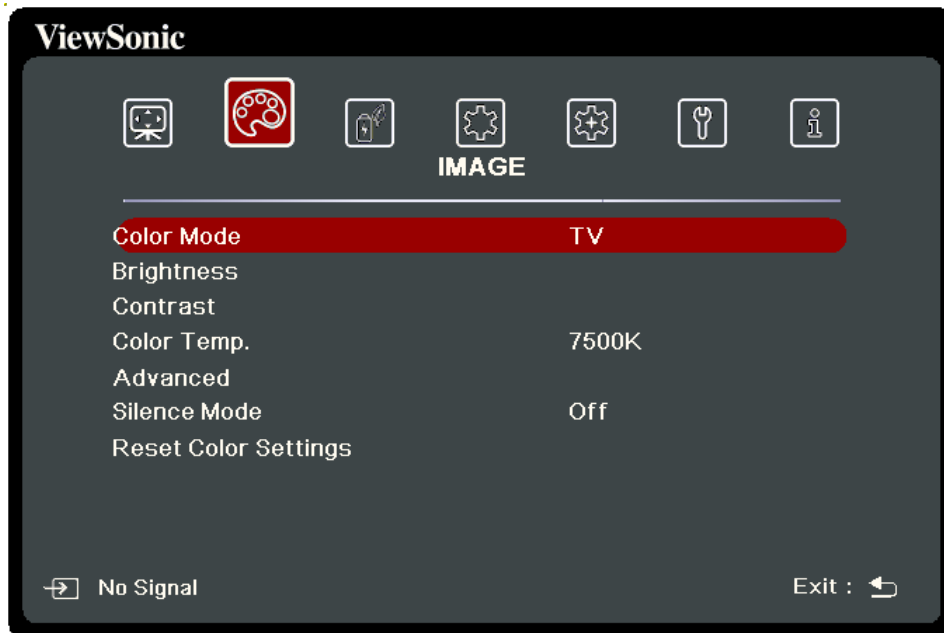 ViewSonic
IMAGE
Color Mode TV
Brightness
Contrast
Color Temp. 7500K
Advanced
Silence Mode Off
Reset Color Settings
No Signal Exit :